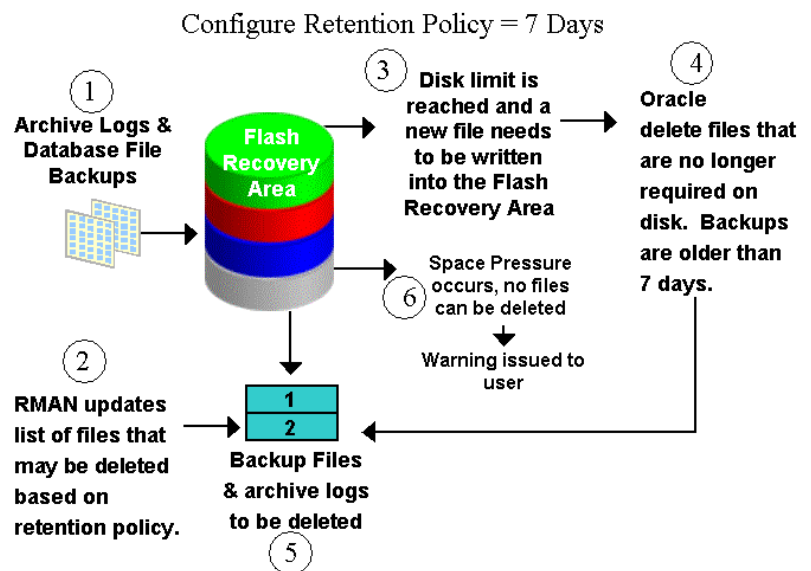 Configure Retention Policy = 7 Days
1
Archive Logs &
Database File
Backups
Flash
Recovery
Area
3
Disk limit is
reached and a
new file needs
to be written
into the Flash
Recovery Area
4
Oracle
delete files that
are no longer
required on
disk. Backups
are older than
7 days.
6
Space Pressure
occurs, no files
can be deleted
Warning issued to
user
2
RMAN updates
list of files that
may be deleted
based on
retention policy.
1
2
Backup Files
& archive logs
to be deleted
5